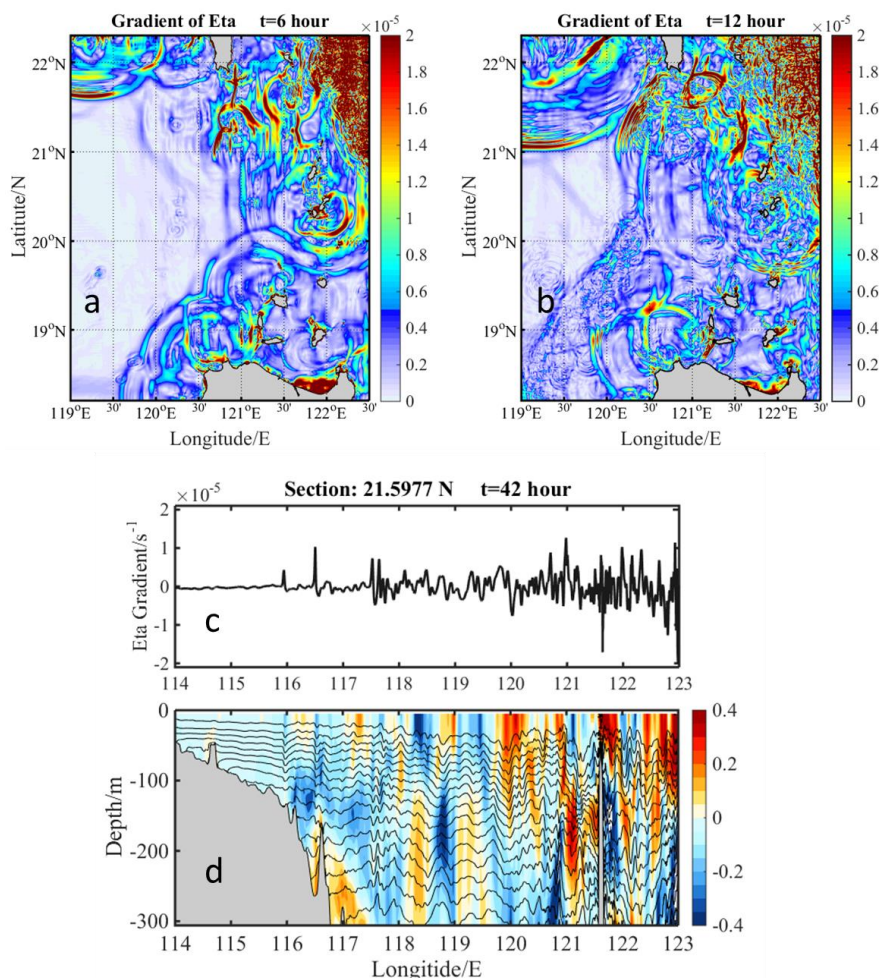 Gradient of Eta t=6 hour
×10⁻⁵
22°N
21°N
20°N
19°N
Latitute/N
a
119°E 30' 120°E 30' 121°E 30' 122°E 30'
Longitude/E
2
1.8
1.6
1.4
1.2
1
0.8
0.6
0.4
0.2
0
Gradient of Eta t=12 hour
×10⁻⁵
22°N
21°N
20°N
19°N
Latitute/N
b
119°E 30' 120°E 30' 121°E 30' 122°E 30'
Longitude/E
2
1.8
1.6
1.4
1.2
1
0.8
0.6
0.4
0.2
0
Section: 21.5977 N t=42 hour
×10⁻⁵
2
1
0
-1
-2
Eta Gradient/s⁻¹
c
114 115 116 117 118 119 120 121 122 123
0
-100
-200
-300
Depth/m
d
114 115 116 117 118 119 120 121 122 123
Longitide/E
0.4
0.2
0
-0.2
-0.4